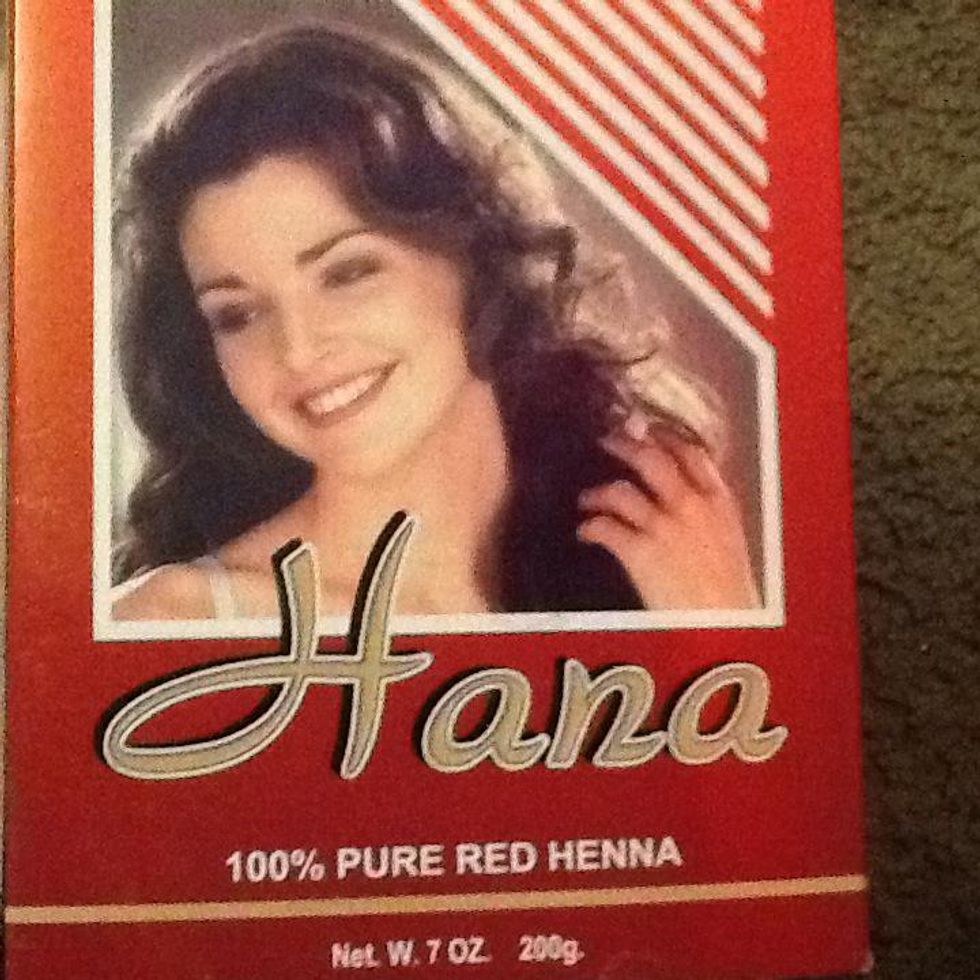 Hana
100% PURE RED HENNA
Net. W. 7 OZ. 200g.